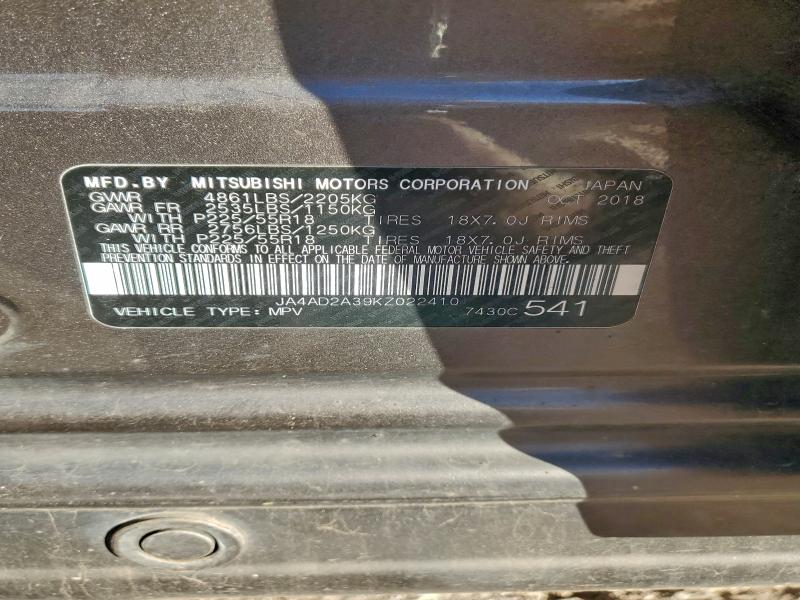 MFD.BY MITSUBISHI MOTORS CORPORATION JAPAN
GVWR 4861LBS/2205KG OCT 2018
GAWR FR 2535LBS/1150KG
WITH P225/55R18 TIRES 18X7.0J RIMS
GAWR RR 2756LBS/1250KG
WITH P225/55R18 TIRES 18X7.0J RIMS
THIS VEHICLE CONFORMS TO ALL APPLICABLE FEDERAL MOTOR VEHICLE SAFETY AND THEFT
PREVENTION STANDARDS IN EFFECT ON THE DATE OF MANUFACTURE SHOWN ABOVE.
JA4AD2A39KZ022410
VEHICLE TYPE: MPV 7430C 541